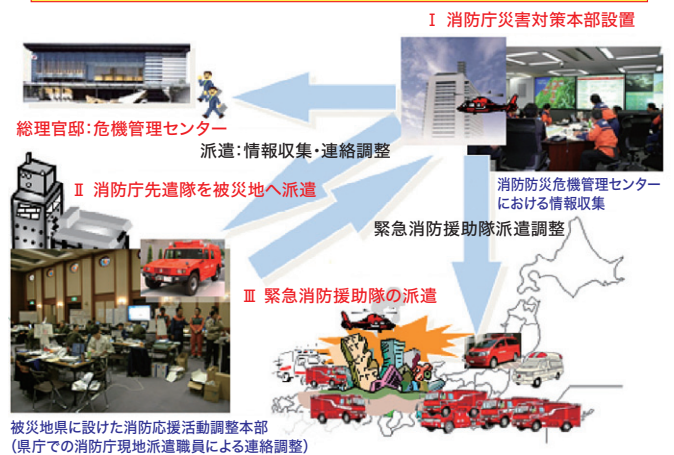 Ⅰ 消防庁災害対策本部設置
総理官邸：危機管理センター
派遣：情報収集・連絡調整
Ⅱ 消防庁先遣隊を被災地へ派遣
消防防災危機管理センター
における情報収集
緊急消防援助隊派遣調整
Ⅲ 緊急消防援助隊の派遣
被災地県に設けた消防応援活動調整本部
（県庁での消防庁現地派遣職員による連絡調整）